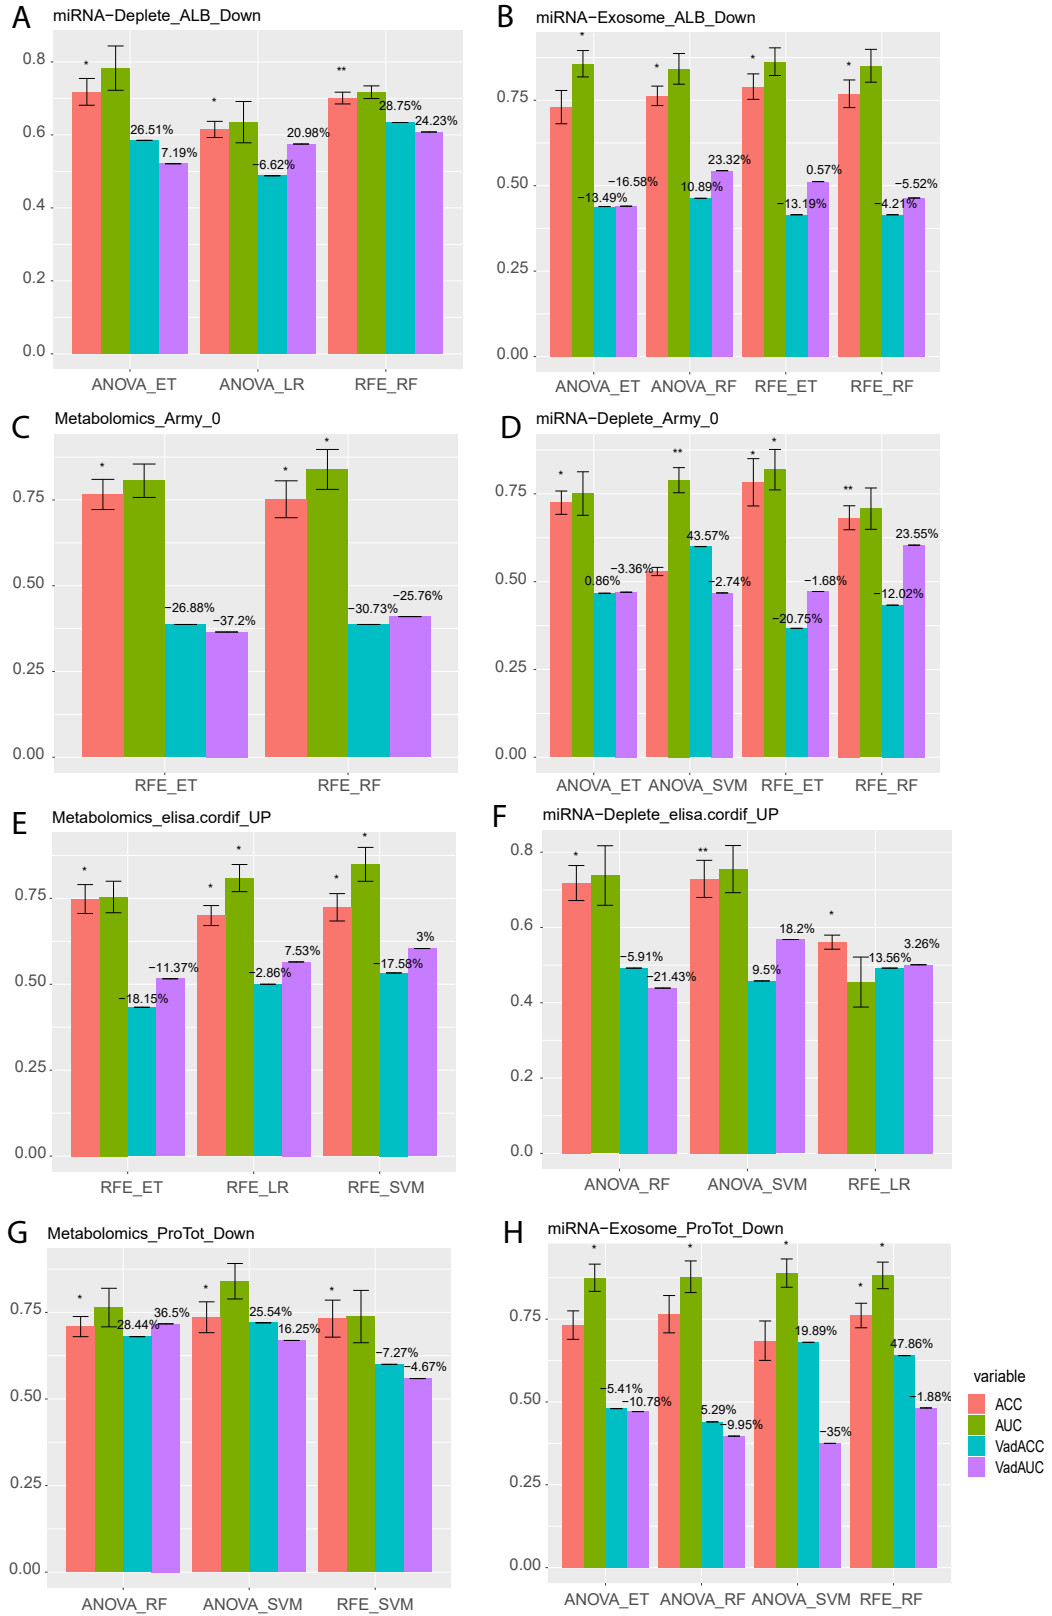 A miRNA−Deplete_ALB_Down
0.8
0.6
0.4
0.2
0.0
* * **
26.51% 7.19% −6.62% 20.98% 28.75% 24.23%
ANOVA_ET ANOVA_LR RFE_RF
B miRNA−Exosome_ALB_Down
0.75
0.50
0.25
0.00
* * * *
−13.49% −16.58% 10.89% 23.32% −13.19% 0.57% −4.21% −5.52%
ANOVA_ET ANOVA_RF RFE_ET RFE_RF
C Metabolomics_Army_0
0.75
0.50
0.25
0.00
* * *
−26.88% −37.2% −30.73% −25.76%
RFE_ET RFE_RF
D miRNA−Deplete_Army_0
0.75
0.50
0.25
0.00
* ** * * **
0.86% −3.36% 43.57% −2.74% −20.75% −1.68% −12.02% 23.55%
ANOVA_ET ANOVA_SVM RFE_ET RFE_RF
E Metabolomics_elisa.cordif_UP
0.75
0.50
0.25
0.00
* * * * *
−18.15% −11.37% −2.86% 7.53% −17.58% 3%
RFE_ET RFE_LR RFE_SVM
F miRNA−Deplete_elisa.cordif_UP
0.8
0.6
0.4
0.2
0.0
* ** *
−5.91% −21.43% 9.5% 18.2% 13.56% 3.26%
ANOVA_RF ANOVA_SVM RFE_LR
G Metabolomics_ProTot_Down
0.75
0.50
0.25
0.00
* * *
28.44% 36.5% 25.54% 16.25% −7.27% −4.67%
ANOVA_RF ANOVA_SVM RFE_SVM
H miRNA−Exosome_ProTot_Down
0.75
0.50
0.25
0.00
* * * * *
−5.41% −10.78% 5.29% −9.95% 19.89% −35% 47.86% −1.88%
ANOVA_ET ANOVA_RF ANOVA_SVM RFE_RF
variable
ACC
AUC
VadACC
VadAUC